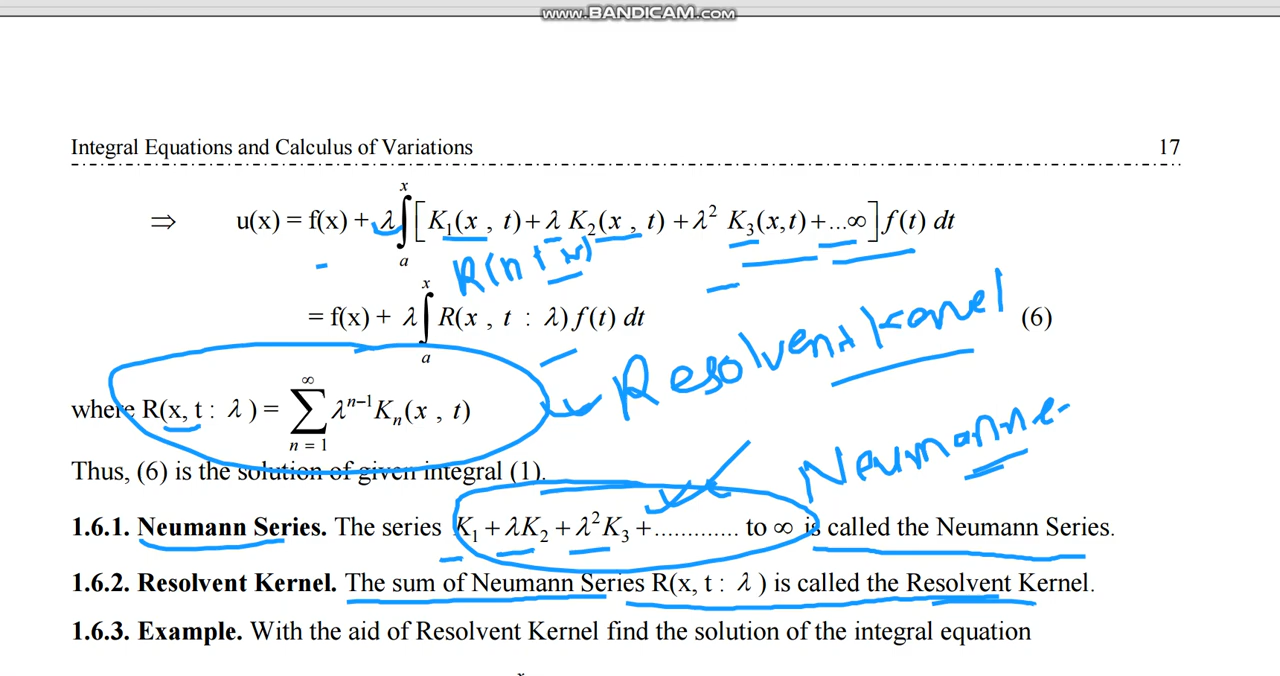 www.BANDICAM.com
Integral Equations and Calculus of Variations 17
⇒ u(x) = f(x) + λ∫ₐˣ [K₁(x , t) + λ K₂(x , t) + λ² K₃(x,t) + ...∞] f(t) dt
R(n t x)
= f(x) + λ∫ₐˣ R(x , t : λ) f(t) dt (6)
Resolvent Kernel
where R(x, t : λ) = ∑_{n = 1}^{∞} λⁿ⁻¹ Kₙ(x , t)
Neumanne
Thus, (6) is the solution of given integral (1).
1.6.1. Neumann Series. The series K₁ + λK₂ + λ²K₃ + ............. to ∞ is called the Neumann Series.
1.6.2. Resolvent Kernel. The sum of Neumann Series R(x, t : λ ) is called the Resolvent Kernel.
1.6.3. Example. With the aid of Resolvent Kernel find the solution of the integral equation
x